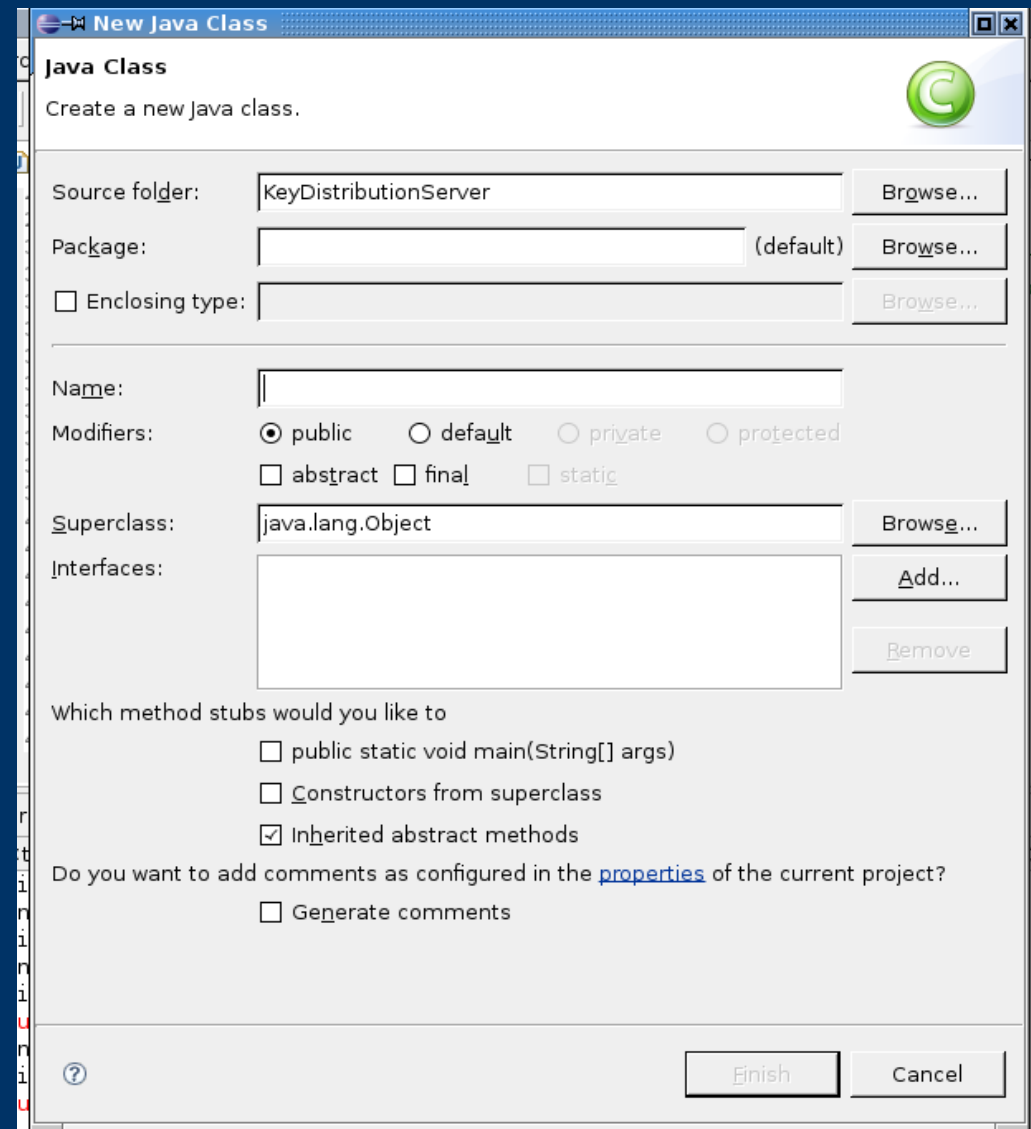 New Java Class
Java Class
Create a new Java class.
Source folder: KeyDistributionServer Browse...
Package: (default) Browse...
Enclosing type: Browse...
Name:
Modifiers: public default private protected
abstract final static
Superclass: java.lang.Object Browse...
Interfaces: Add...
Remove
Which method stubs would you like to
public static void main(String[] args)
Constructors from superclass
Inherited abstract methods
Do you want to add comments as configured in the properties of the current project?
Generate comments
Finish Cancel